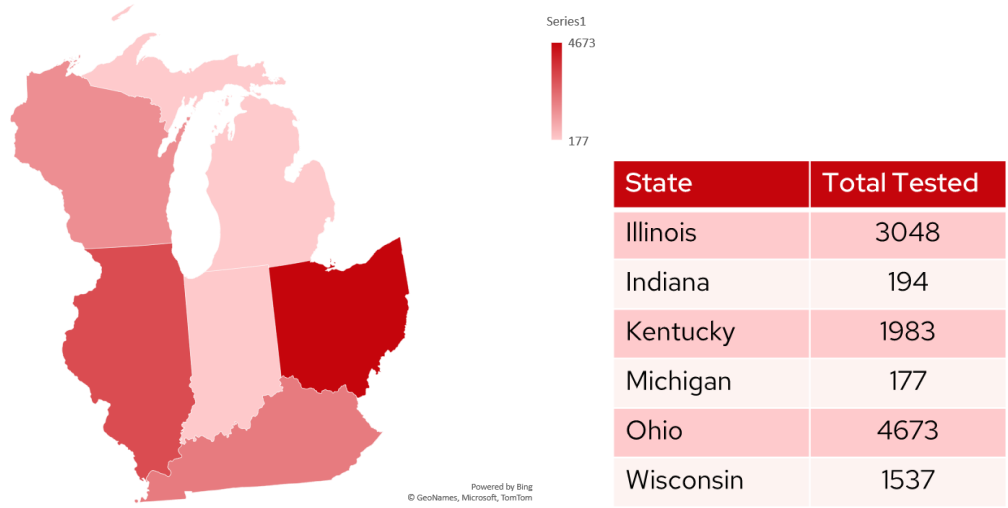 Series1
4673
177
Powered by Bing
© GeoNames, Microsoft, TomTom
State Total Tested
Illinois 3048
Indiana 194
Kentucky 1983
Michigan 177
Ohio 4673
Wisconsin 1537